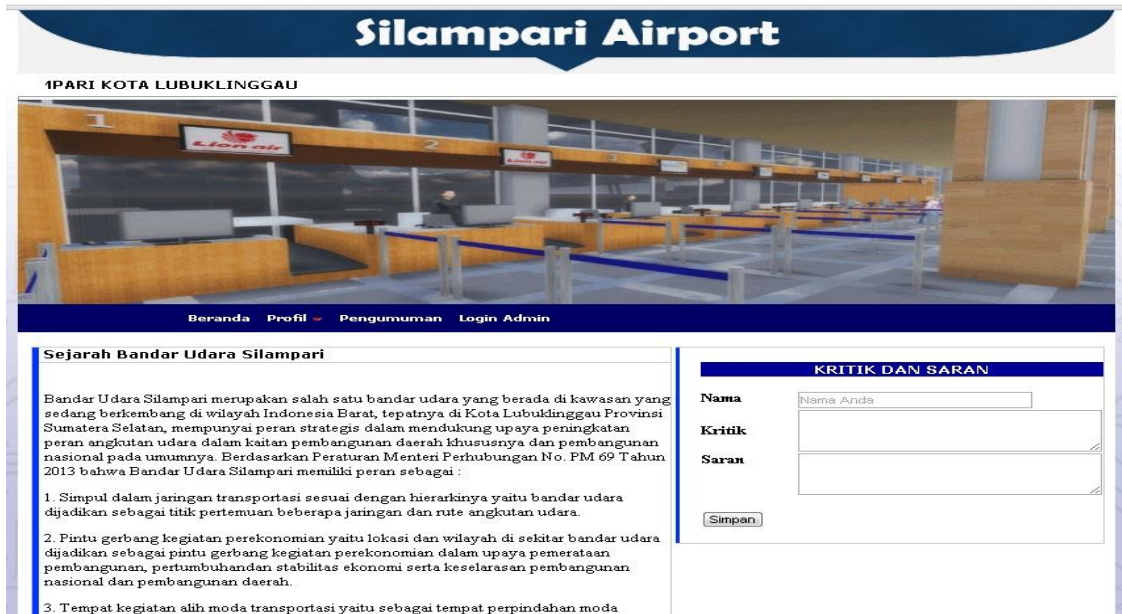 Silampari Airport
MPARI KOTA LUBUKLINGGAU
1
Lion air
2
Lion air
3
Beranda Profil Pengumuman Login Admin
Sejarah Bandar Udara Silampari
Bandar Udara Silampari merupakan salah satu bandar udara yang berada di kawasan yang
sedang berkembang di wilayah Indonesia Barat, tepatnya di Kota Lubuklinggau Provinsi
Sumatera Selatan, mempunyai peran strategis dalam mendukung upaya peningkatan
peran angkutan udara dalam kaitan pembangunan daerah khususnya dan pembangunan
nasional pada umumnya. Berdasarkan Peraturan Menteri Perhubungan No. PM 69 Tahun
2013 bahwa Bandar Udara Silampari memiliki peran sebagai :
1. Simpul dalam jaringan transportasi sesuai dengan hierarkinya yaitu bandar udara
dijadikan sebagai titik pertemuan beberapa jaringan dan rute angkutan udara.
2. Pintu gerbang kegiatan perekonomian yaitu lokasi dan wilayah di sekitar bandar udara
dijadikan sebagai pintu gerbang kegiatan perekonomian dalam upaya pemerataan
pembangunan, pertumbuhandan stabilitas ekonomi serta keselarasan pembangunan
nasional dan pembangunan daerah.
3. Tempat kegiatan alih moda transportasi yaitu sebagai tempat perpindahan moda
KRITIK DAN SARAN
Nama Nama Anda
Kritik
Saran
Simpan